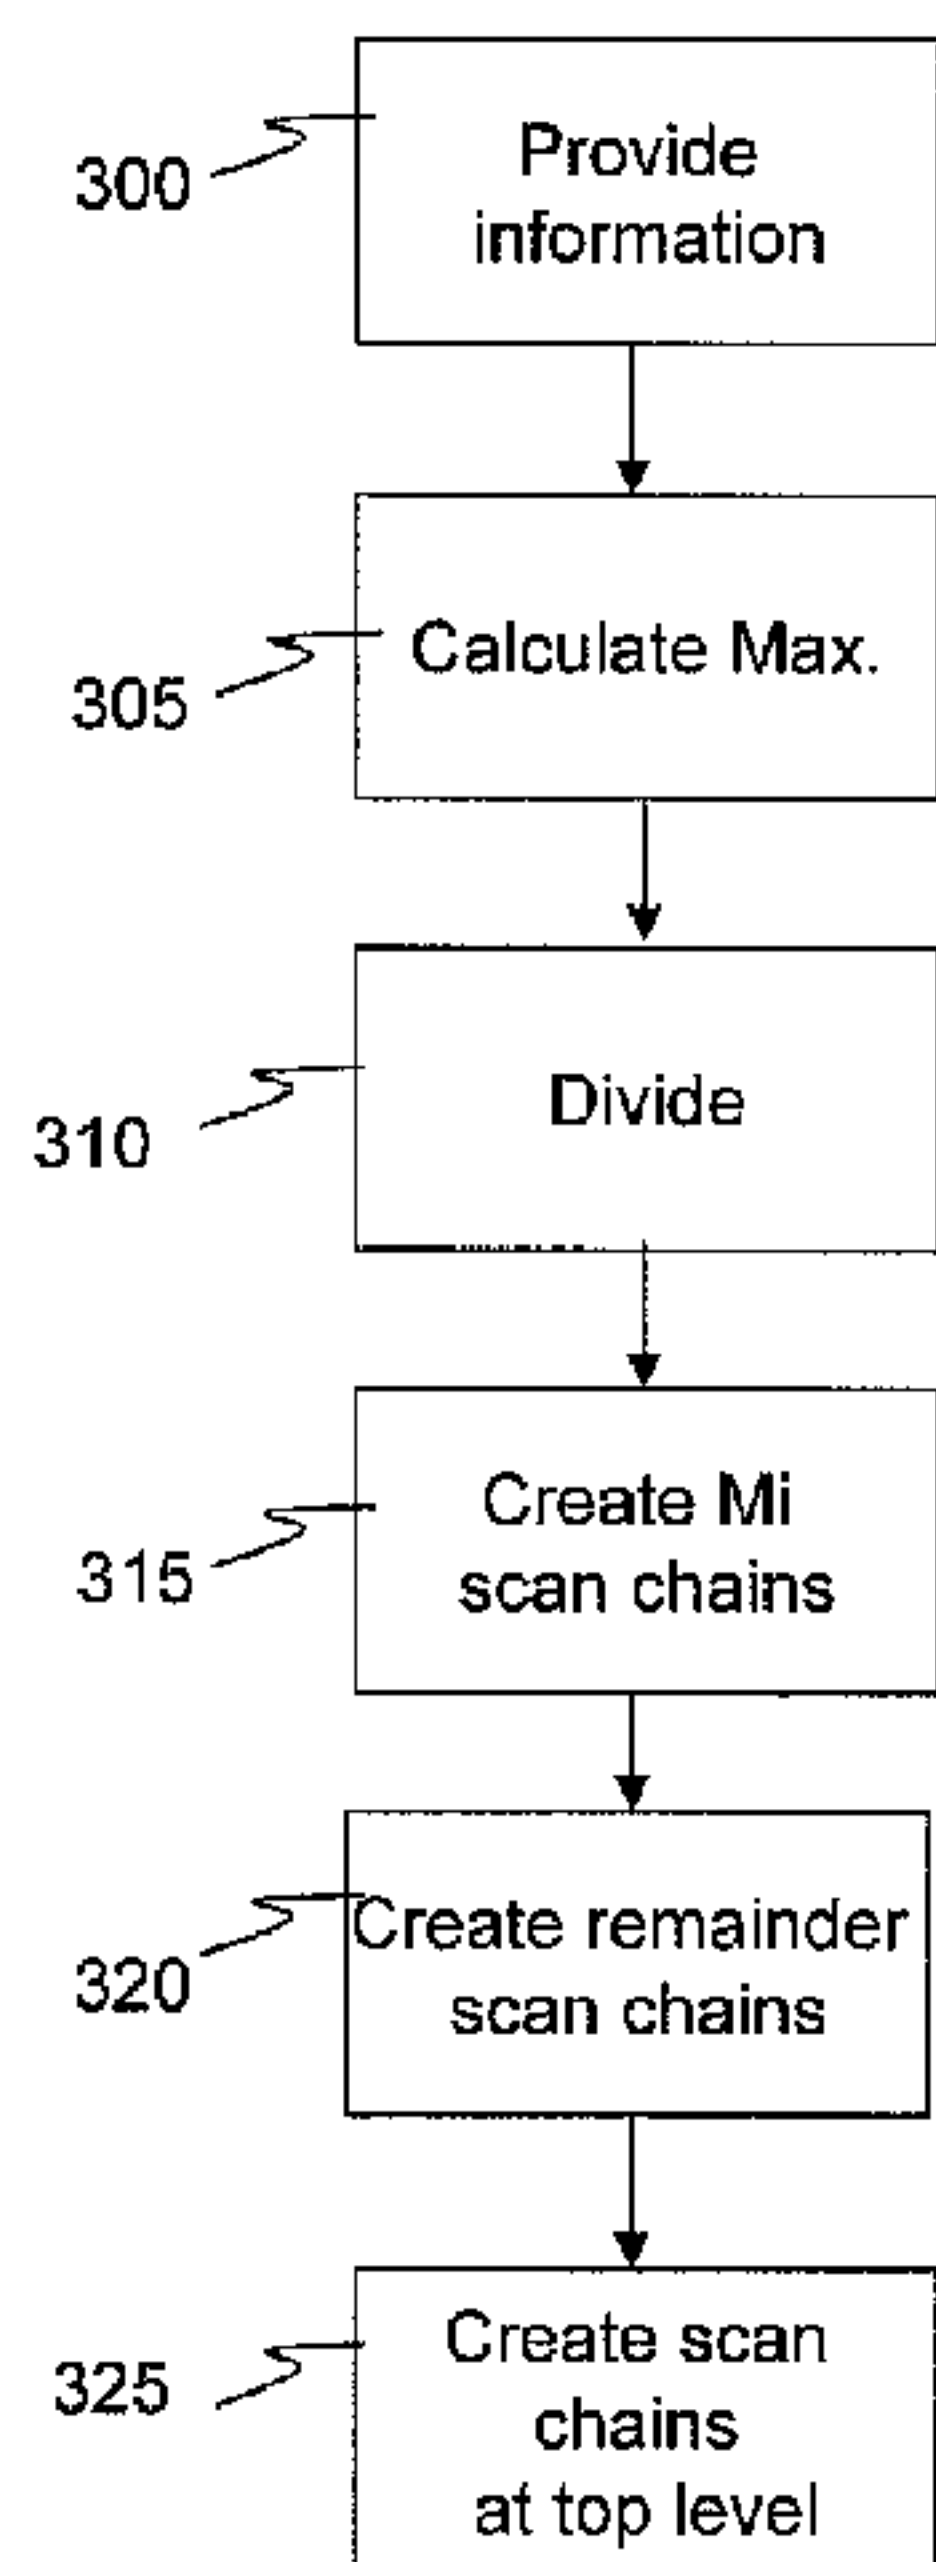 300
Provide
information
305
Calculate Max.
310
Divide
315
Create Mi
scan chains
320
Create remainder
scan chains
325
Create scan
chains
at top level